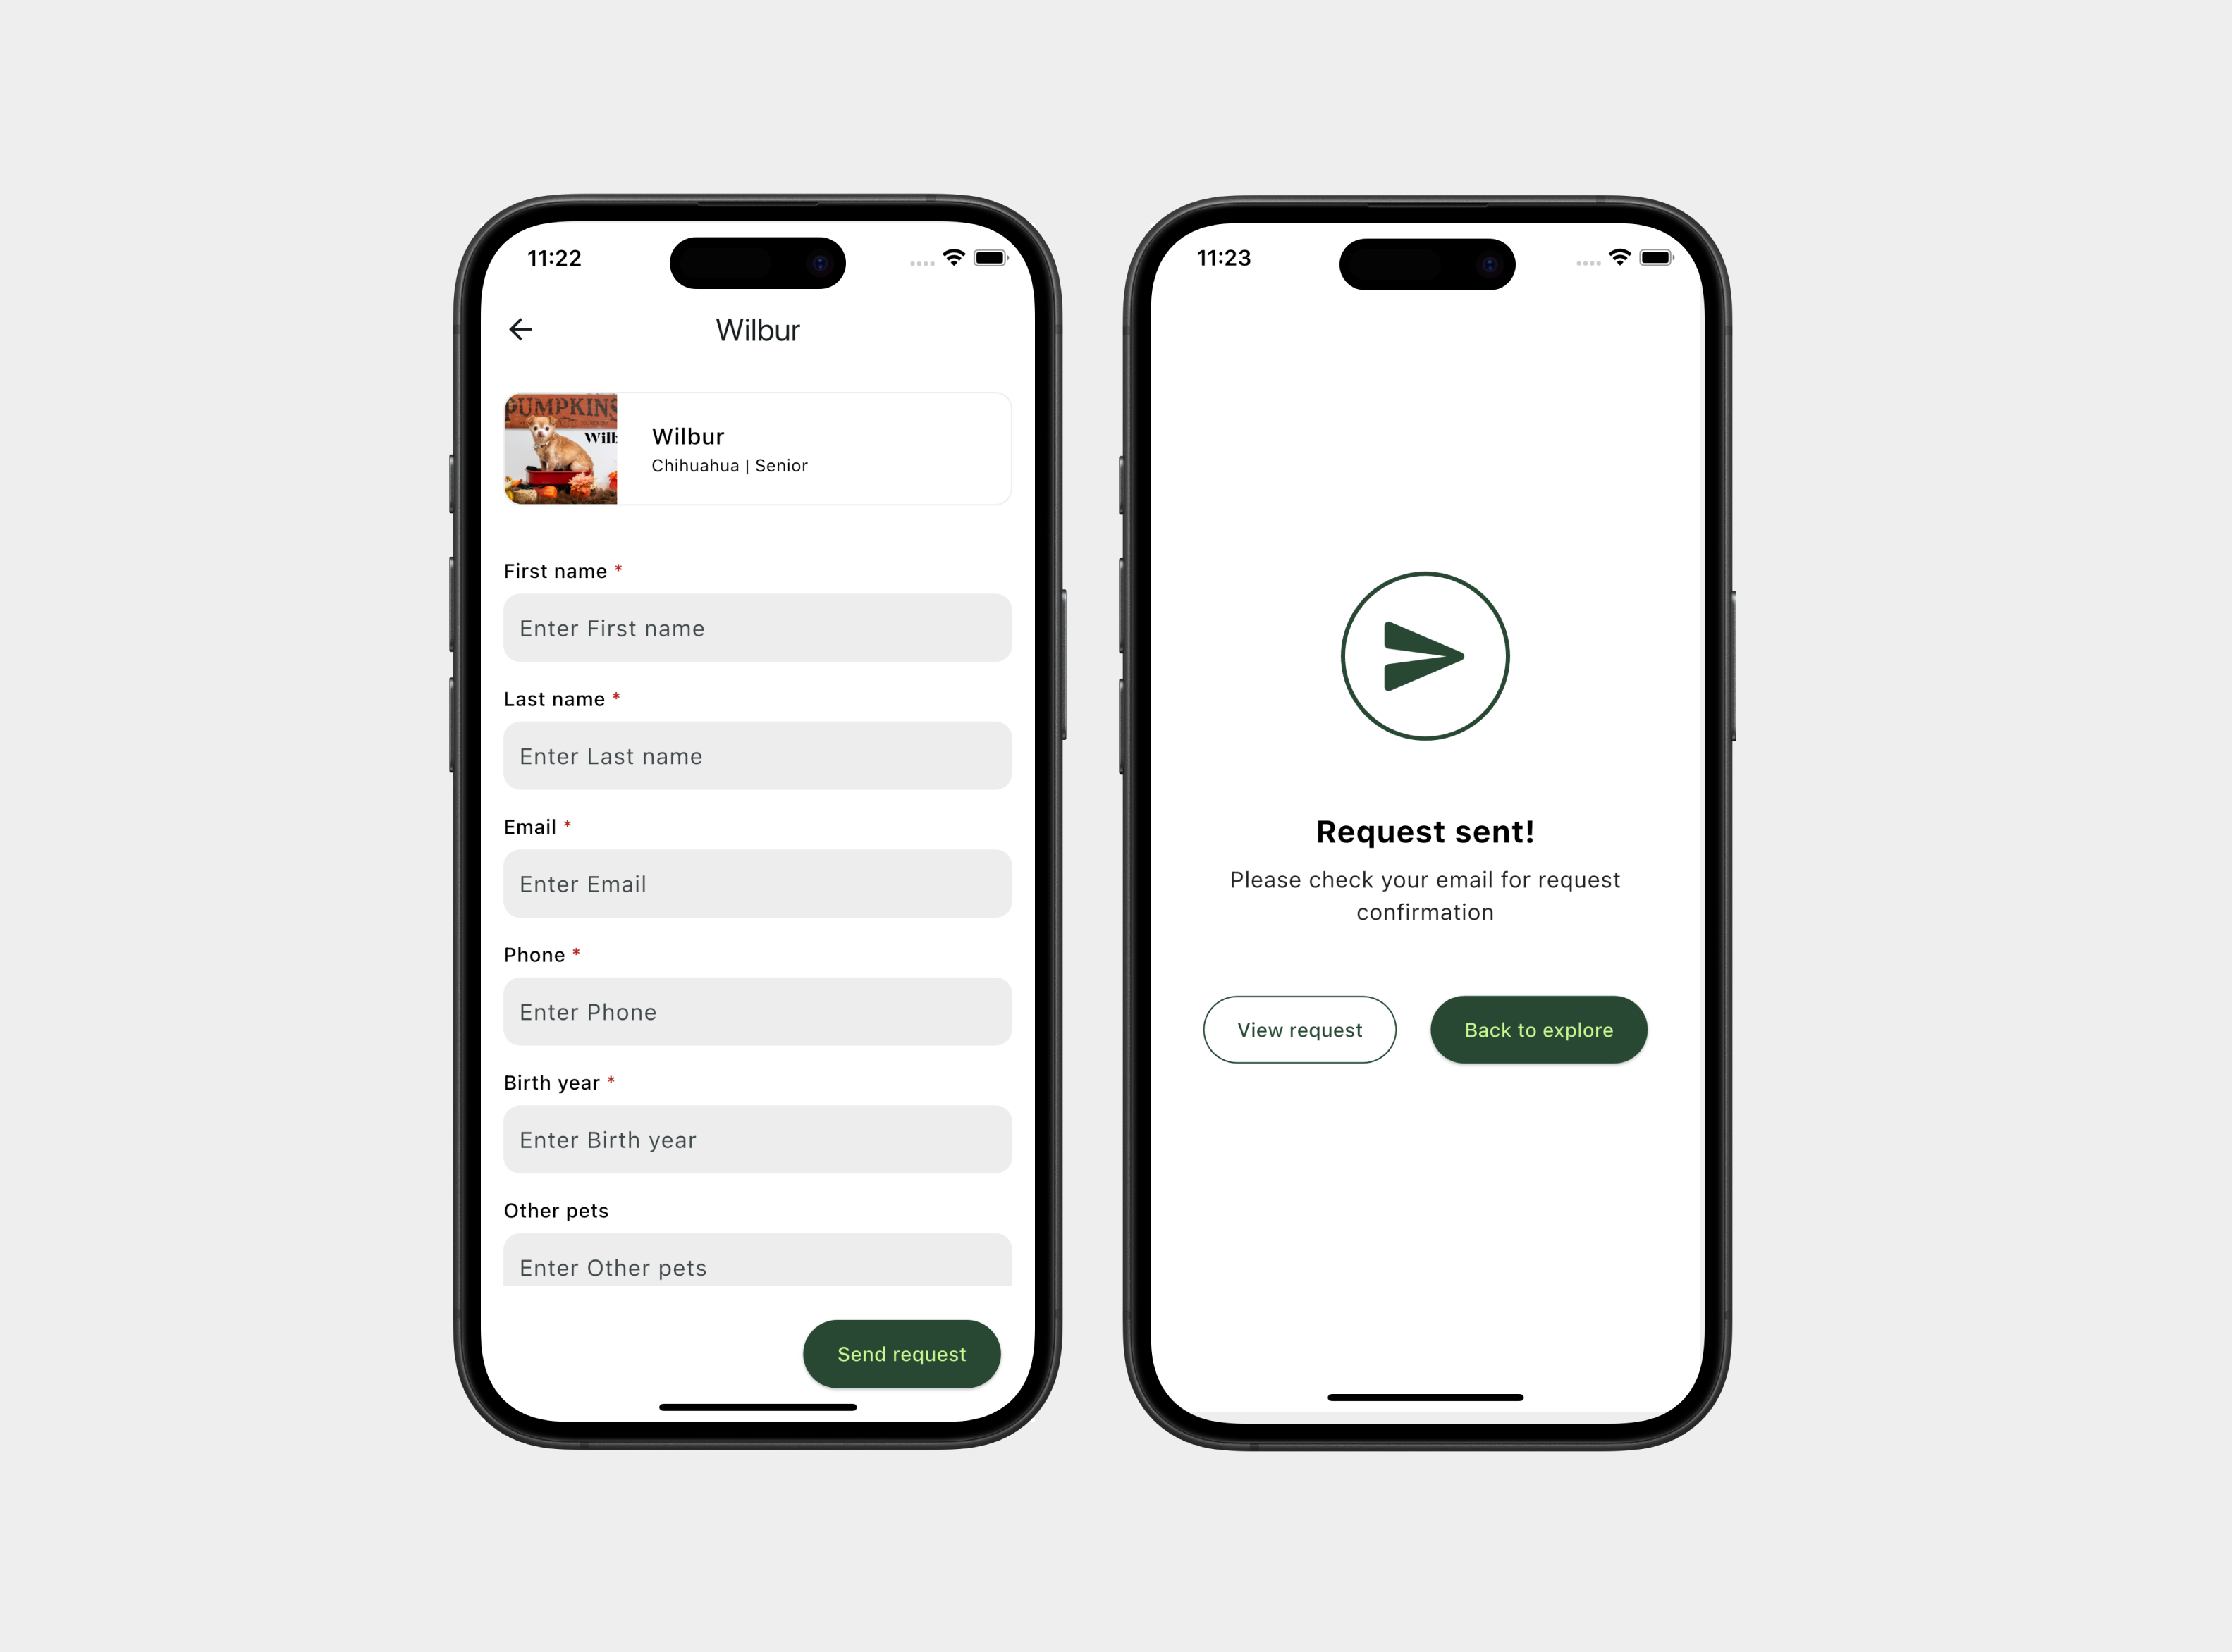 11:22
Wilbur
PUMPKINS
Wilbur
Chihuahua | Senior
First name *
Enter First name
Last name *
Enter Last name
Email *
Enter Email
Phone *
Enter Phone
Birth year *
Enter Birth year
Other pets
Enter Other pets
Send request
11:23
Request sent!
Please check your email for request
confirmation
View request
Back to explore